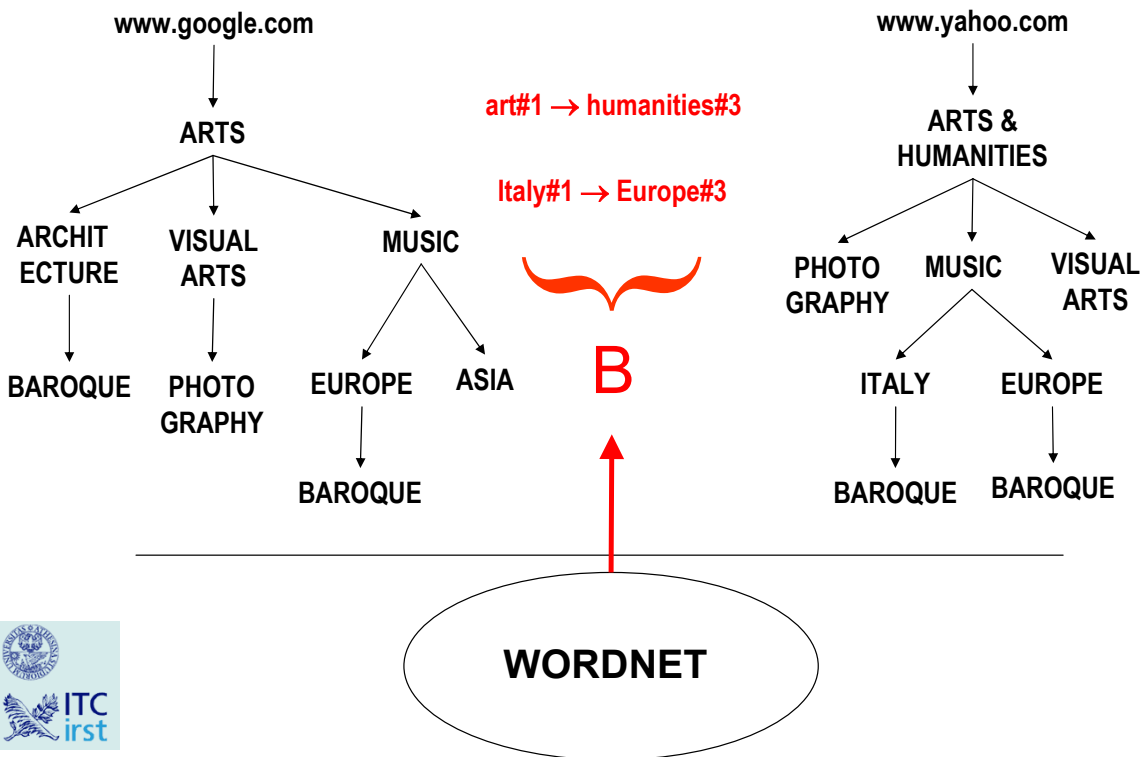 www.google.com
ARTS
ARCHIT
ECTURE
VISUAL
ARTS
MUSIC
BAROQUE
PHOTO
GRAPHY
EUROPE
ASIA
BAROQUE
art#1 → humanities#3
Italy#1 → Europe#3
B
www.yahoo.com
ARTS &
HUMANITIES
PHOTO
GRAPHY
MUSIC
VISUAL
ARTS
ITALY
EUROPE
BAROQUE
BAROQUE
WORDNET
ITC
irst